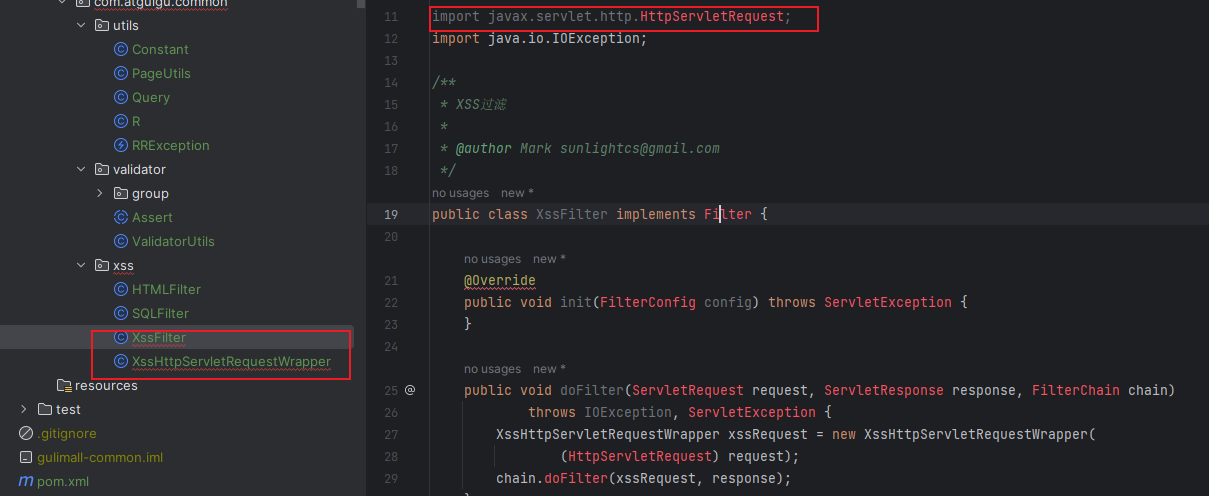 com.atguigu.common
utils
Constant
PageUtils
Query
R
RRException
validator
group
Assert
ValidatorUtils
xss
HTMLFilter
SQLFilter
XssFilter
XssHttpServletRequestWrapper
resources
test
.gitignore
gulimall-common.iml
pom.xml
11 import javax.servlet.http.HttpServletRequest;
12 import java.io.IOException;
13
14 /**
15 * XSS过滤
16 *
17 * @author Mark sunlightcs@gmail.com
18 */
no usages new *
19 public class XssFilter implements Filter {
20
no usages new *
21 @Override
22 public void init(FilterConfig config) throws ServletException {
23 }
24
no usages new *
25 @ public void doFilter(ServletRequest request, ServletResponse response, FilterChain chain)
26 throws IOException, ServletException {
27 XssHttpServletRequestWrapper xssRequest = new XssHttpServletRequestWrapper(
28 (HttpServletRequest) request);
29 chain.doFilter(xssRequest, response);